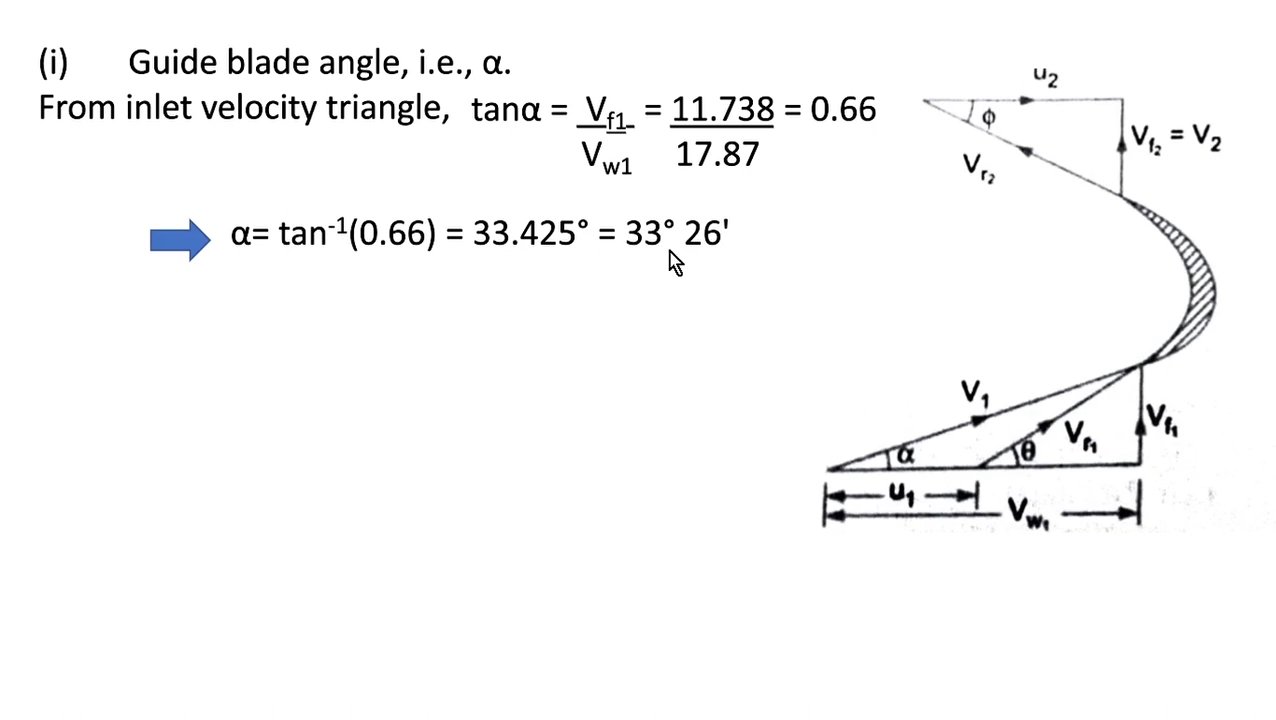 (i) Guide blade angle, i.e., α.
From inlet velocity triangle, tanα = Vf1 = 11.738 = 0.66
Vw1 17.87
α= tan-1(0.66) = 33.425° = 33° 26'
u2
ϕ
Vf2 = V2
Vr2
V1
Vf1
Vr1
α
θ
u1
Vw1